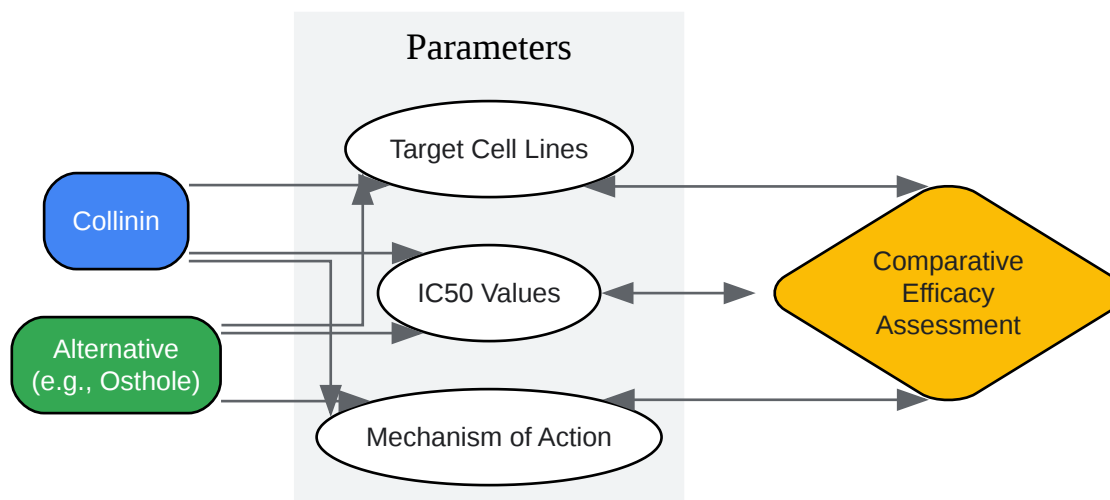 Parameters
Target Cell Lines
Collinin
IC50 Values
Comparative
Efficacy
Assessment
Alternative
(e.g., Osthole)
Mechanism of Action